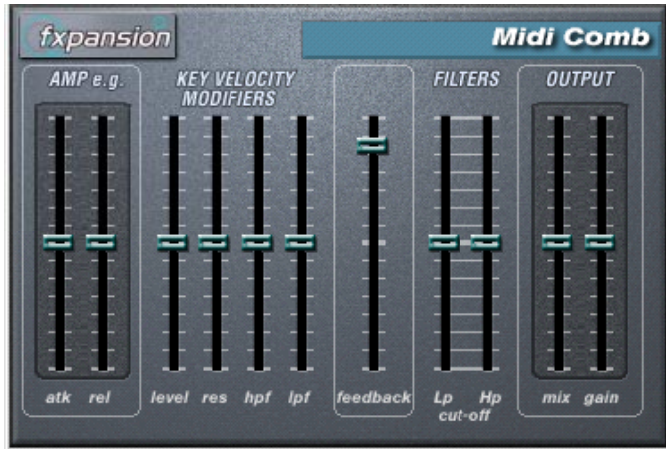 fxpansion
Midi Comb
AMP e.g.
KEY VELOCITY
MODIFIERS
FILTERS
OUTPUT
atk rel
level res hpf lpf
feedback
Lp Hp
cut-off
mix gain